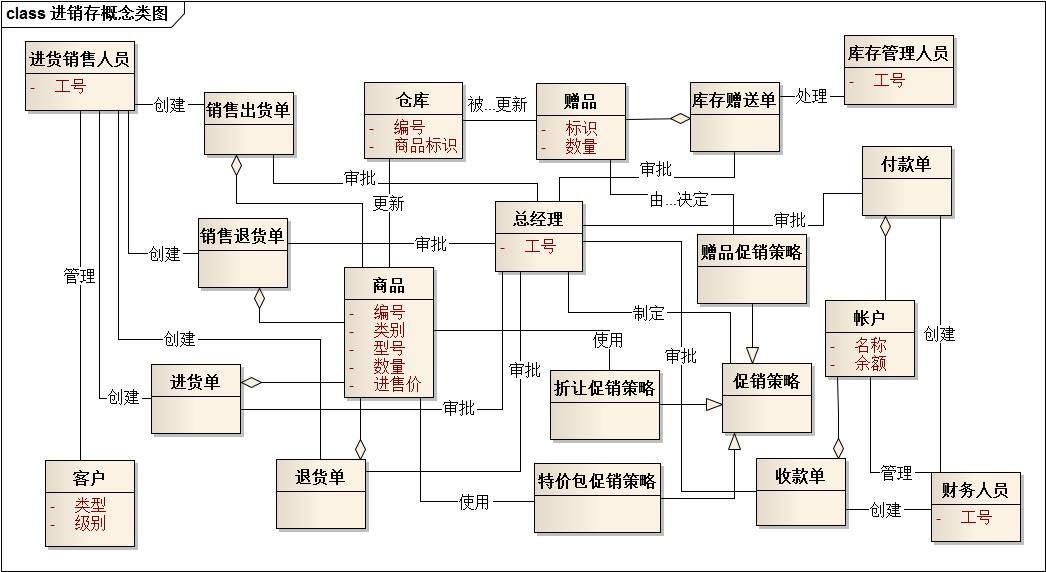 class 进销存概念类图
进货销售人员
- 工号
库存管理人员
- 工号
创建
销售出货单
仓库
- 编号
- 商品标识
被...更新
赠品
- 标识
- 数量
库存赠送单
处理
付款单
审批
审批
更新
由...决定
总经理
- 工号
审批
销售退货单
审批
创建
赠品促销策略
管理
商品
- 编号
- 类别
- 型号
- 数量
- 进售价
制定
帐户
- 名称
- 余额
创建
创建
使用
审批
审批
进货单
创建
审批
折让促销策略
促销策略
客户
- 类型
- 级别
退货单
使用
特价包促销策略
收款单
管理
创建
财务人员
- 工号